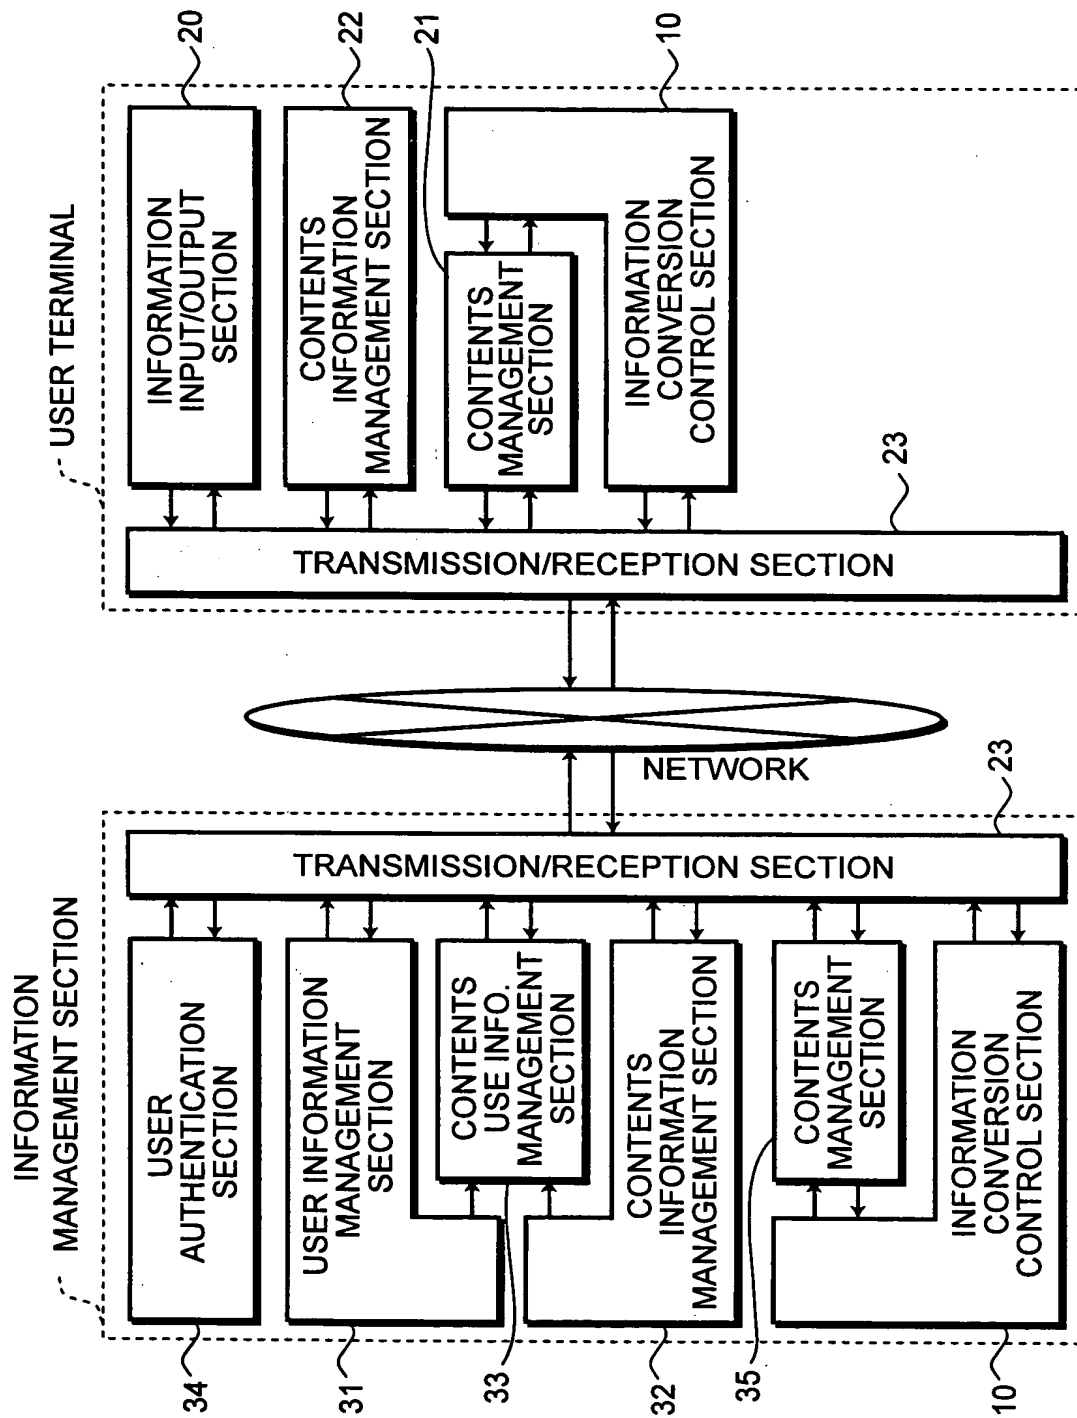 INFORMATION
MANAGEMENT SECTION
34
USER
AUTHENTICATION
SECTION
31
USER INFORMATION
MANAGEMENT
SECTION
33
CONTENTS
USE INFO.
MANAGEMENT
SECTION
32
CONTENTS
INFORMATION
MANAGEMENT SECTION
35
CONTENTS
MANAGEMENT
SECTION
10
INFORMATION
CONVERSION
CONTROL SECTION
TRANSMISSION/RECEPTION SECTION
23
NETWORK
USER TERMINAL
TRANSMISSION/RECEPTION SECTION
23
INFORMATION
INPUT/OUTPUT
SECTION
20
CONTENTS
INFORMATION
MANAGEMENT SECTION
22
CONTENTS
MANAGEMENT
SECTION
21
INFORMATION
CONVERSION
CONTROL SECTION
10